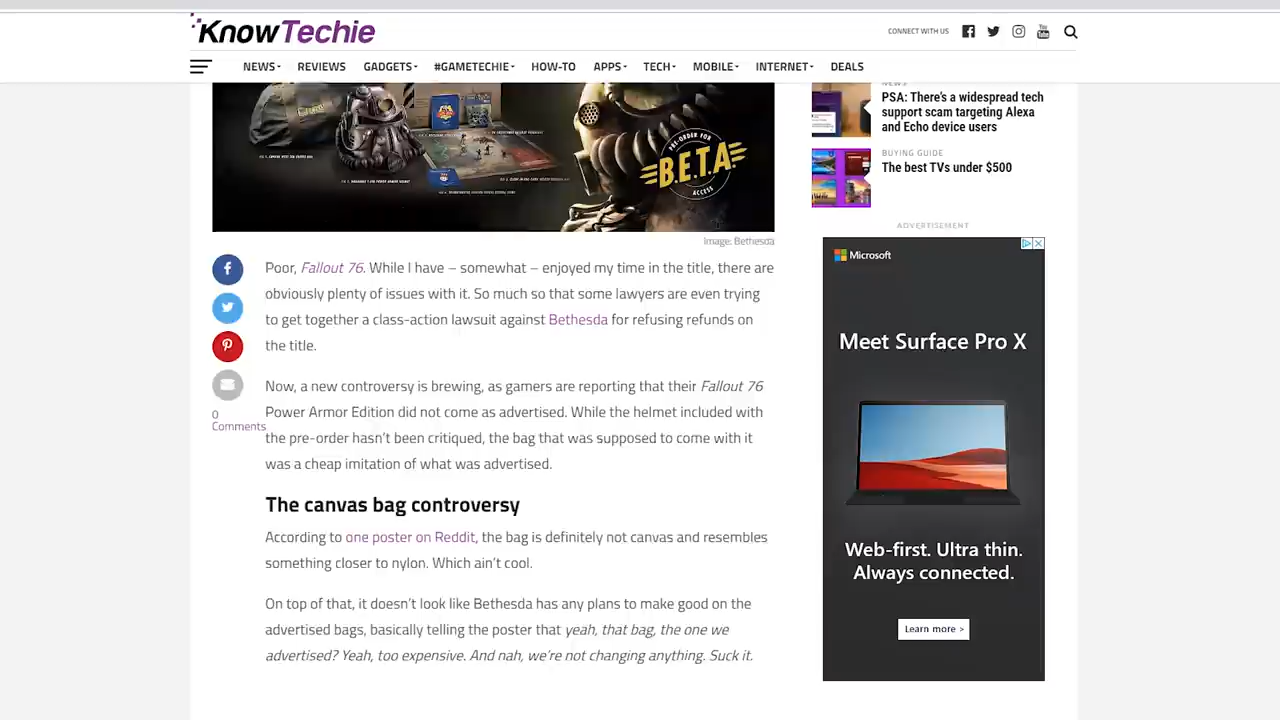 KnowTechie
CONNECT WITH US
NEWS REVIEWS GADGETS #GAMETECHIE HOW-TO APPS TECH MOBILE INTERNET DEALS
PRE-ORDER FOR
B.E.T.A.
ACCESS
Image: Bethesda
0
Comments
Poor, Fallout 76. While I have – somewhat – enjoyed my time in the title, there are
obviously plenty of issues with it. So much so that some lawyers are even trying
to get together a class-action lawsuit against Bethesda for refusing refunds on
the title.
Now, a new controversy is brewing, as gamers are reporting that their Fallout 76
Power Armor Edition did not come as advertised. While the helmet included with
the pre-order hasn't been critiqued, the bag that was supposed to come with it
was a cheap imitation of what was advertised.
The canvas bag controversy
According to one poster on Reddit, the bag is definitely not canvas and resembles
something closer to nylon. Which ain't cool.
On top of that, it doesn't look like Bethesda has any plans to make good on the
advertised bags, basically telling the poster that yeah, that bag, the one we
advertised? Yeah, too expensive. And nah, we're not changing anything. Suck it.
NEWS
PSA: There's a widespread tech
support scam targeting Alexa
and Echo device users
BUYING GUIDE
The best TVs under $500
ADVERTISEMENT
Microsoft
Meet Surface Pro X
Web-first. Ultra thin.
Always connected.
Learn more >